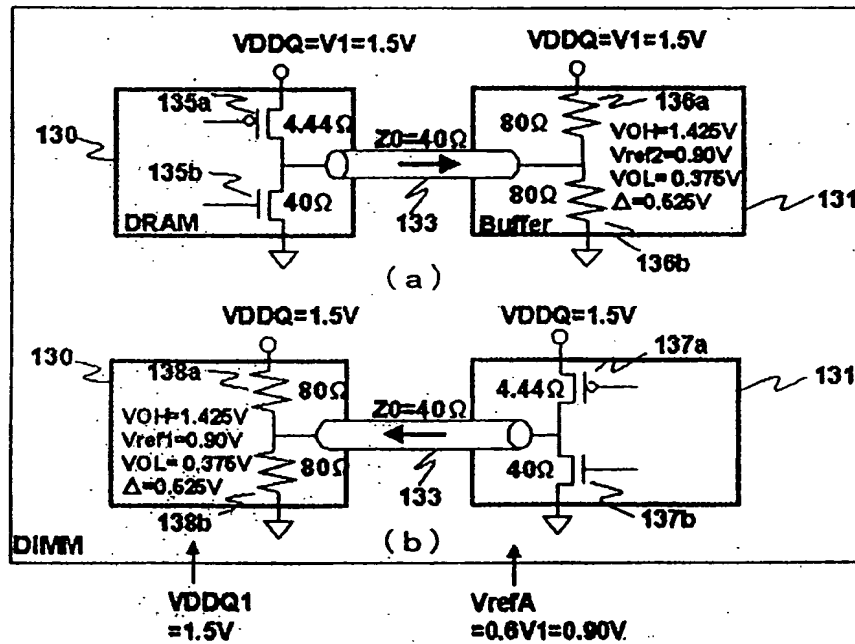 VDDQ=V1=1.5V
VDDQ=V1=1.5V
135a
136a
130
4.44Ω
Z0=40Ω
80Ω
VOH=1.425V
Vref2=0.90V
VOL=0.375V
Δ=0.525V
135b
40Ω
80Ω
DRAM
133
Buffer
131
136b
(a)
VDDQ=1.5V
VDDQ=1.5V
137a
130
138a
80Ω
4.44Ω
131
VOH=1.425V
Vref1=0.90V
VOL=0.375V
Δ=0.525V
Z0=40Ω
80Ω
40Ω
133
138b
137b
(b)
DIMM
VDDQ1
=1.5V
VrefA
=0.6V1=0.90V